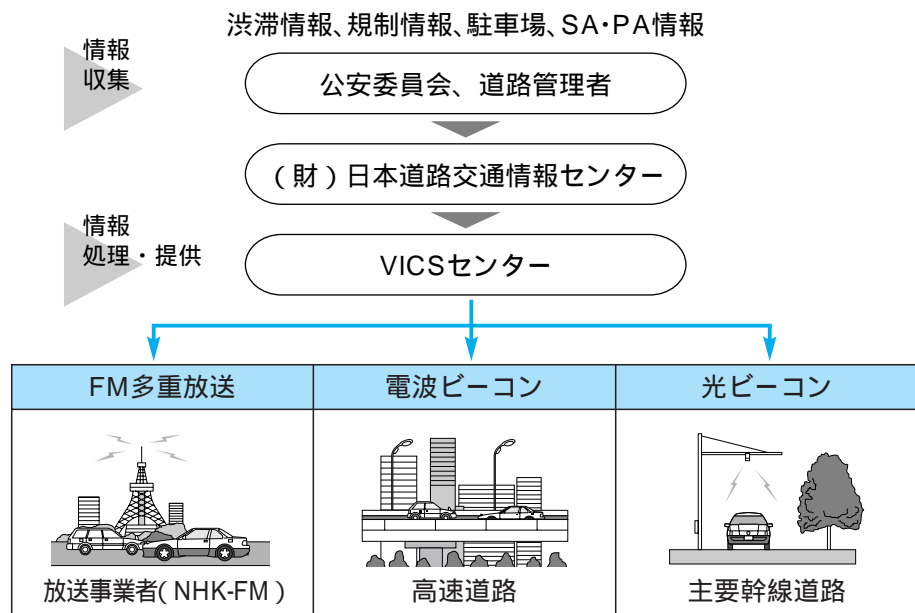 渋滞情報、規制情報、駐車場、SA・PA情報
情報
収集
公安委員会、道路管理者
(財)日本道路交通情報センター
情報
処理・提供
VICSセンター
FM多重放送
電波ビーコン
光ビーコン
放送事業者(NHK-FM)
高速道路
主要幹線道路